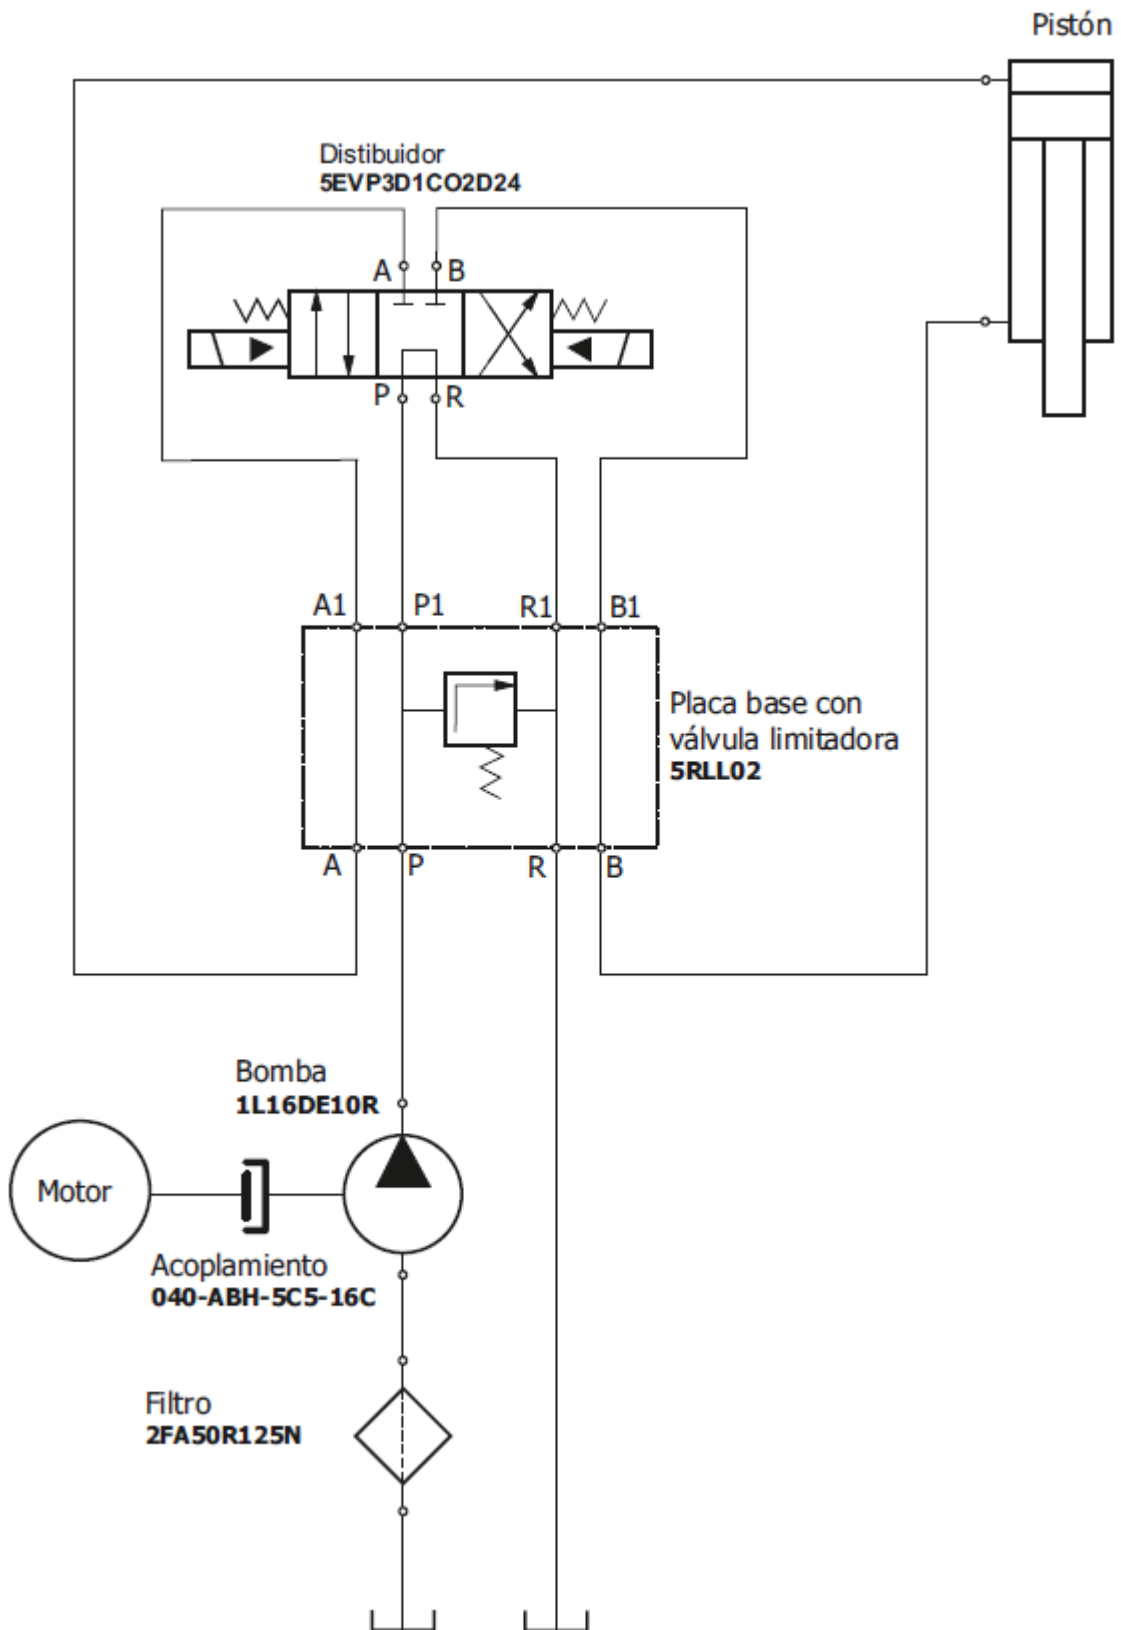 Pistón
Distibuidor
5EVP3D1CO2D24
A B
P R
A1 P1 R1 B1
Placa base con
válvula limitadora
5RLL02
A P R B
Bomba
1L16DE10R
Motor
Acoplamiento
040-ABH-5C5-16C
Filtro
2FA50R125N